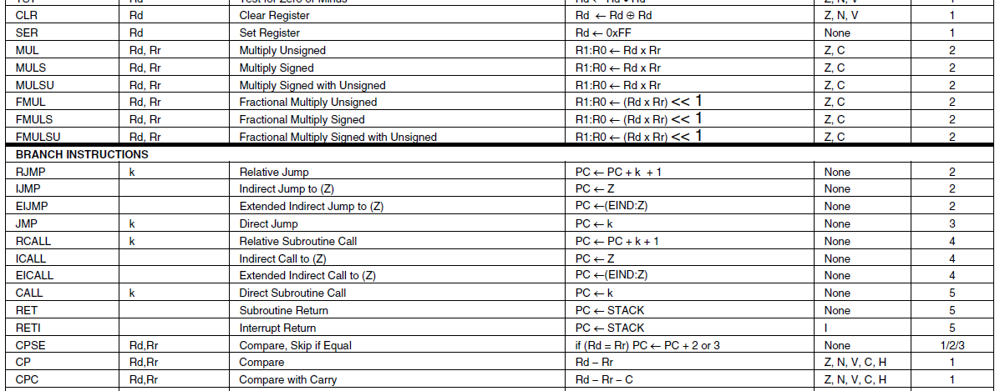 TST Rd Test for Zero or Minus Rd ← Rd • Rd Z, N, V 1
CLR Rd Clear Register Rd ← Rd ⊕ Rd Z, N, V 1
SER Rd Set Register Rd ← 0xFF None 1
MUL Rd, Rr Multiply Unsigned R1:R0 ← Rd x Rr Z, C 2
MULS Rd, Rr Multiply Signed R1:R0 ← Rd x Rr Z, C 2
MULSU Rd, Rr Multiply Signed with Unsigned R1:R0 ← Rd x Rr Z, C 2
FMUL Rd, Rr Fractional Multiply Unsigned R1:R0 ← (Rd x Rr) << 1 Z, C 2
FMULS Rd, Rr Fractional Multiply Signed R1:R0 ← (Rd x Rr) << 1 Z, C 2
FMULSU Rd, Rr Fractional Multiply Signed with Unsigned R1:R0 ← (Rd x Rr) << 1 Z, C 2
BRANCH INSTRUCTIONS
RJMP k Relative Jump PC ← PC + k + 1 None 2
IJMP Indirect Jump to (Z) PC ← Z None 2
EIJMP Extended Indirect Jump to (Z) PC ←(EIND:Z) None 2
JMP k Direct Jump PC ← k None 3
RCALL k Relative Subroutine Call PC ← PC + k + 1 None 4
ICALL Indirect Call to (Z) PC ← Z None 4
EICALL Extended Indirect Call to (Z) PC ←(EIND:Z) None 4
CALL k Direct Subroutine Call PC ← k None 5
RET Subroutine Return PC ← STACK None 5
RETI Interrupt Return PC ← STACK I 5
CPSE Rd,Rr Compare, Skip if Equal if (Rd = Rr) PC ← PC + 2 or 3 None 1/2/3
CP Rd,Rr Compare Rd − Rr Z, N, V, C, H 1
CPC Rd,Rr Compare with Carry Rd − Rr − C Z, N, V, C, H 1